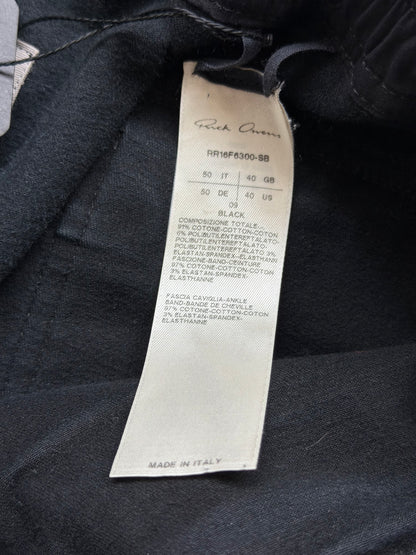 Rick Owens
RR16F6300-SB
50 IT 40 GB
50 DE 40 US
09
BLACK
COMPOSIZIONE TOTALE-...
91% COTONE-COTTON-COTON
6% POLIBUTILENTEREFTALATO-
POLIBUTILENTEREFTALATO. 3%
ELASTAN-SPANDEX-ELASTHANN
FASCIONE-BAND-CEINTURE
97% COTONE-COTTON-COTON
3% ELASTAN-SPANDEX-
ELASTHANNE
FASCIA CAVIGLIA-ANKLE
BAND-BANDE DE CHEVILLE
97% COTONE-COTTON-COTON
3% ELASTAN-SPANDEX-
ELASTHANNE
MADE IN ITALY